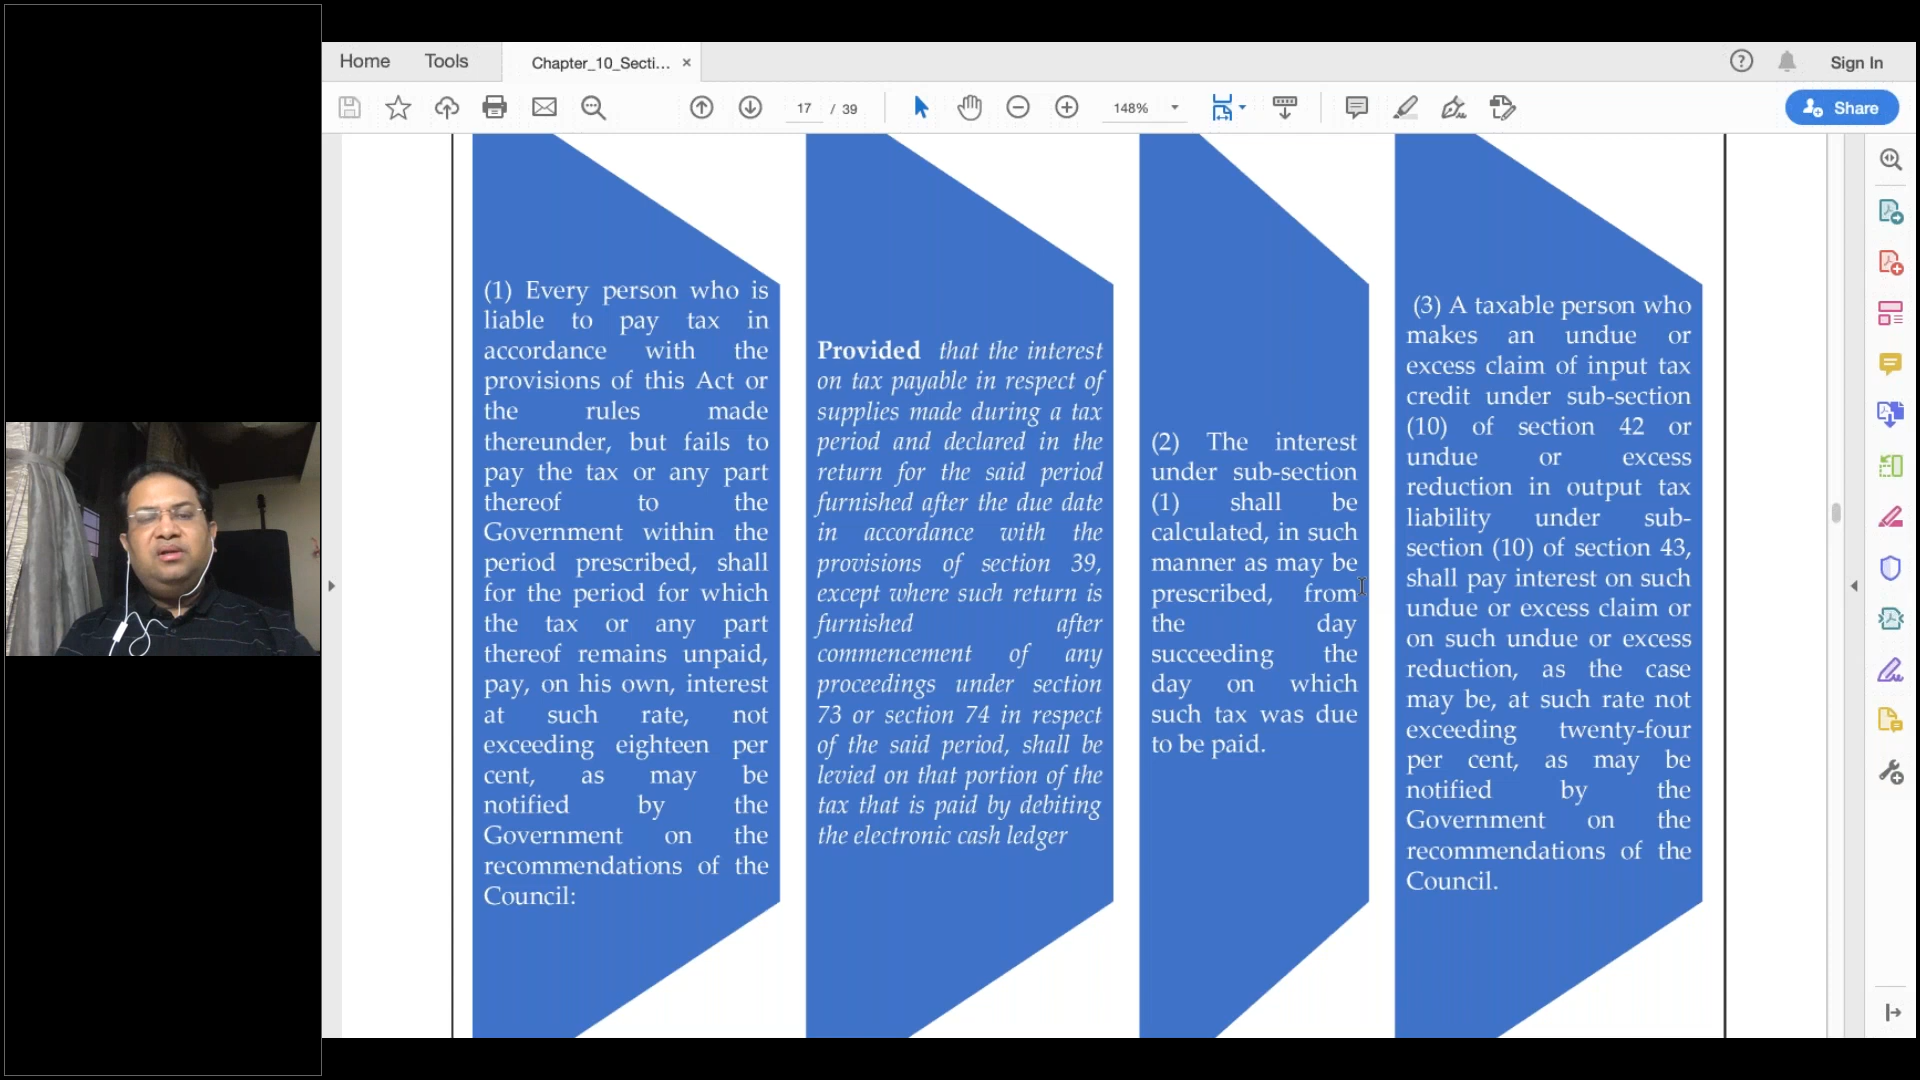 Home Tools Chapter_10_Secti... ×
Sign In
17 / 39
148%
Share
(1) Every person who is
liable to pay tax in
accordance with the
provisions of this Act or
the rules made
thereunder, but fails to
pay the tax or any part
thereof to the
Government within the
period prescribed, shall
for the period for which
the tax or any part
thereof remains unpaid,
pay, on his own, interest
at such rate, not
exceeding eighteen per
cent, as may be
notified by the
Government on the
recommendations of the
Council:
Provided that the interest
on tax payable in respect of
supplies made during a tax
period and declared in the
return for the said period
furnished after the due date
in accordance with the
provisions of section 39,
except where such return is
furnished after
commencement of any
proceedings under section
73 or section 74 in respect
of the said period, shall be
levied on that portion of the
tax that is paid by debiting
the electronic cash ledger
(2) The interest
under sub-section
(1) shall be
calculated, in such
manner as may be
prescribed, from
the day
succeeding the
day on which
such tax was due
to be paid.
(3) A taxable person who
makes an undue or
excess claim of input tax
credit under sub-section
(10) of section 42 or
undue or excess
reduction in output tax
liability under sub-
section (10) of section 43,
shall pay interest on such
undue or excess claim or
on such undue or excess
reduction, as the case
may be, at such rate not
exceeding twenty-four
per cent, as may be
notified by the
Government on the
recommendations of the
Council.